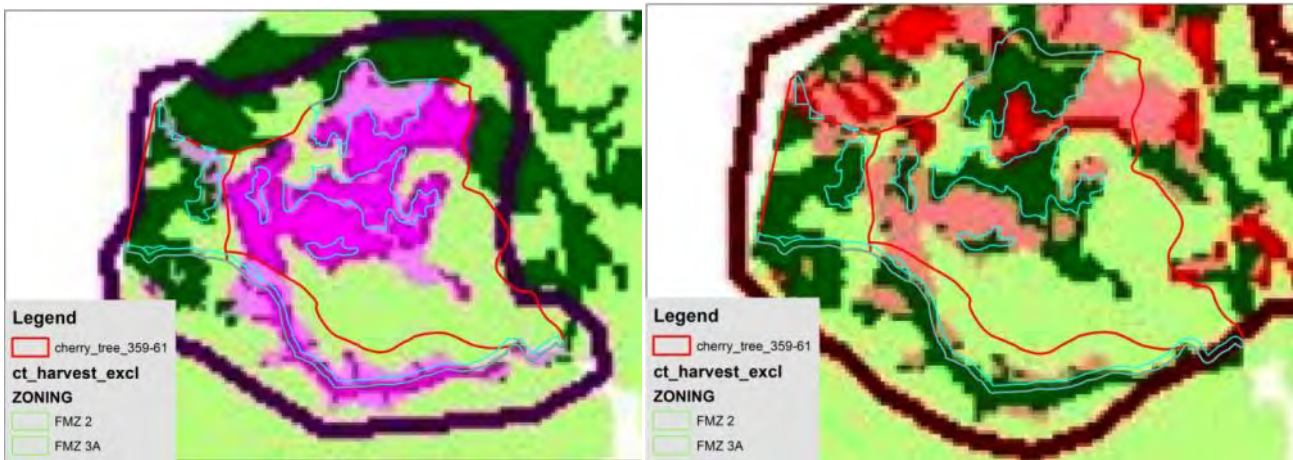 Legend
cherry_tree_359-61
ct_harvest_excl
ZONING
FMZ 2
FMZ 3A
Legend
cherry_tree_359-61
ct_harvest_excl
ZONING
FMZ 2
FMZ 3A